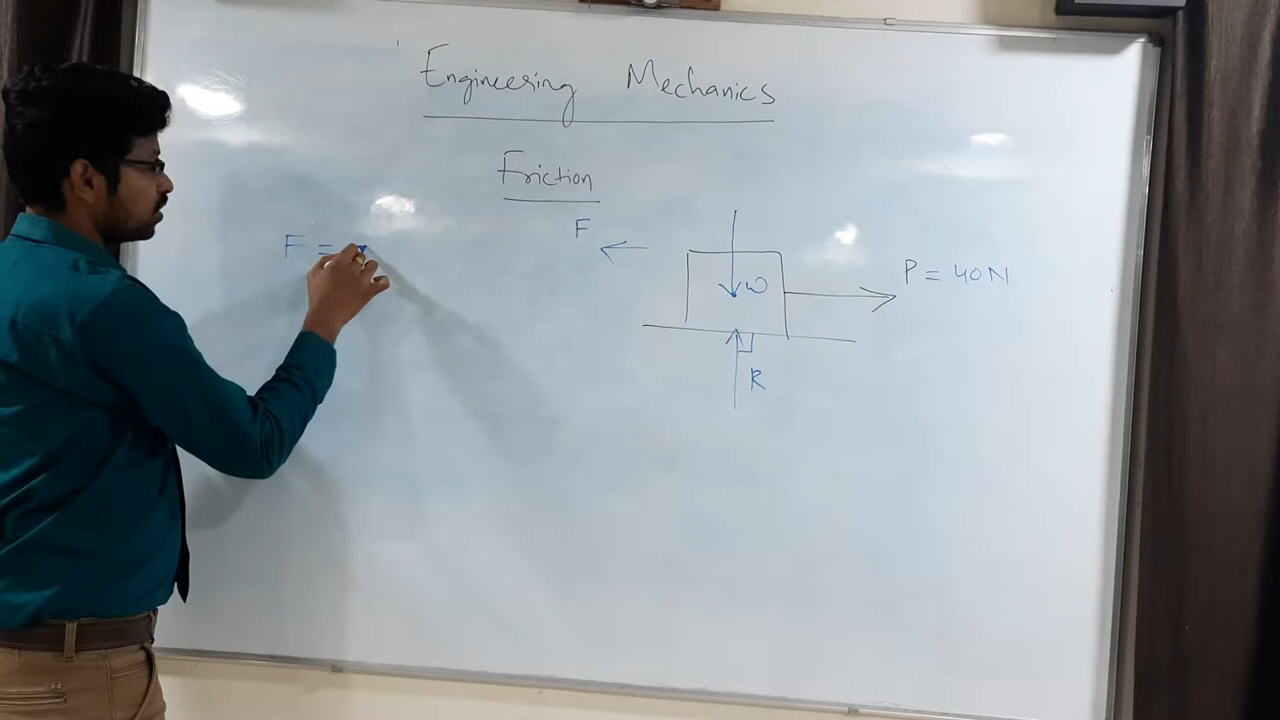 Engineering Mechanics
Friction
F
F =
P = 40N
W
R